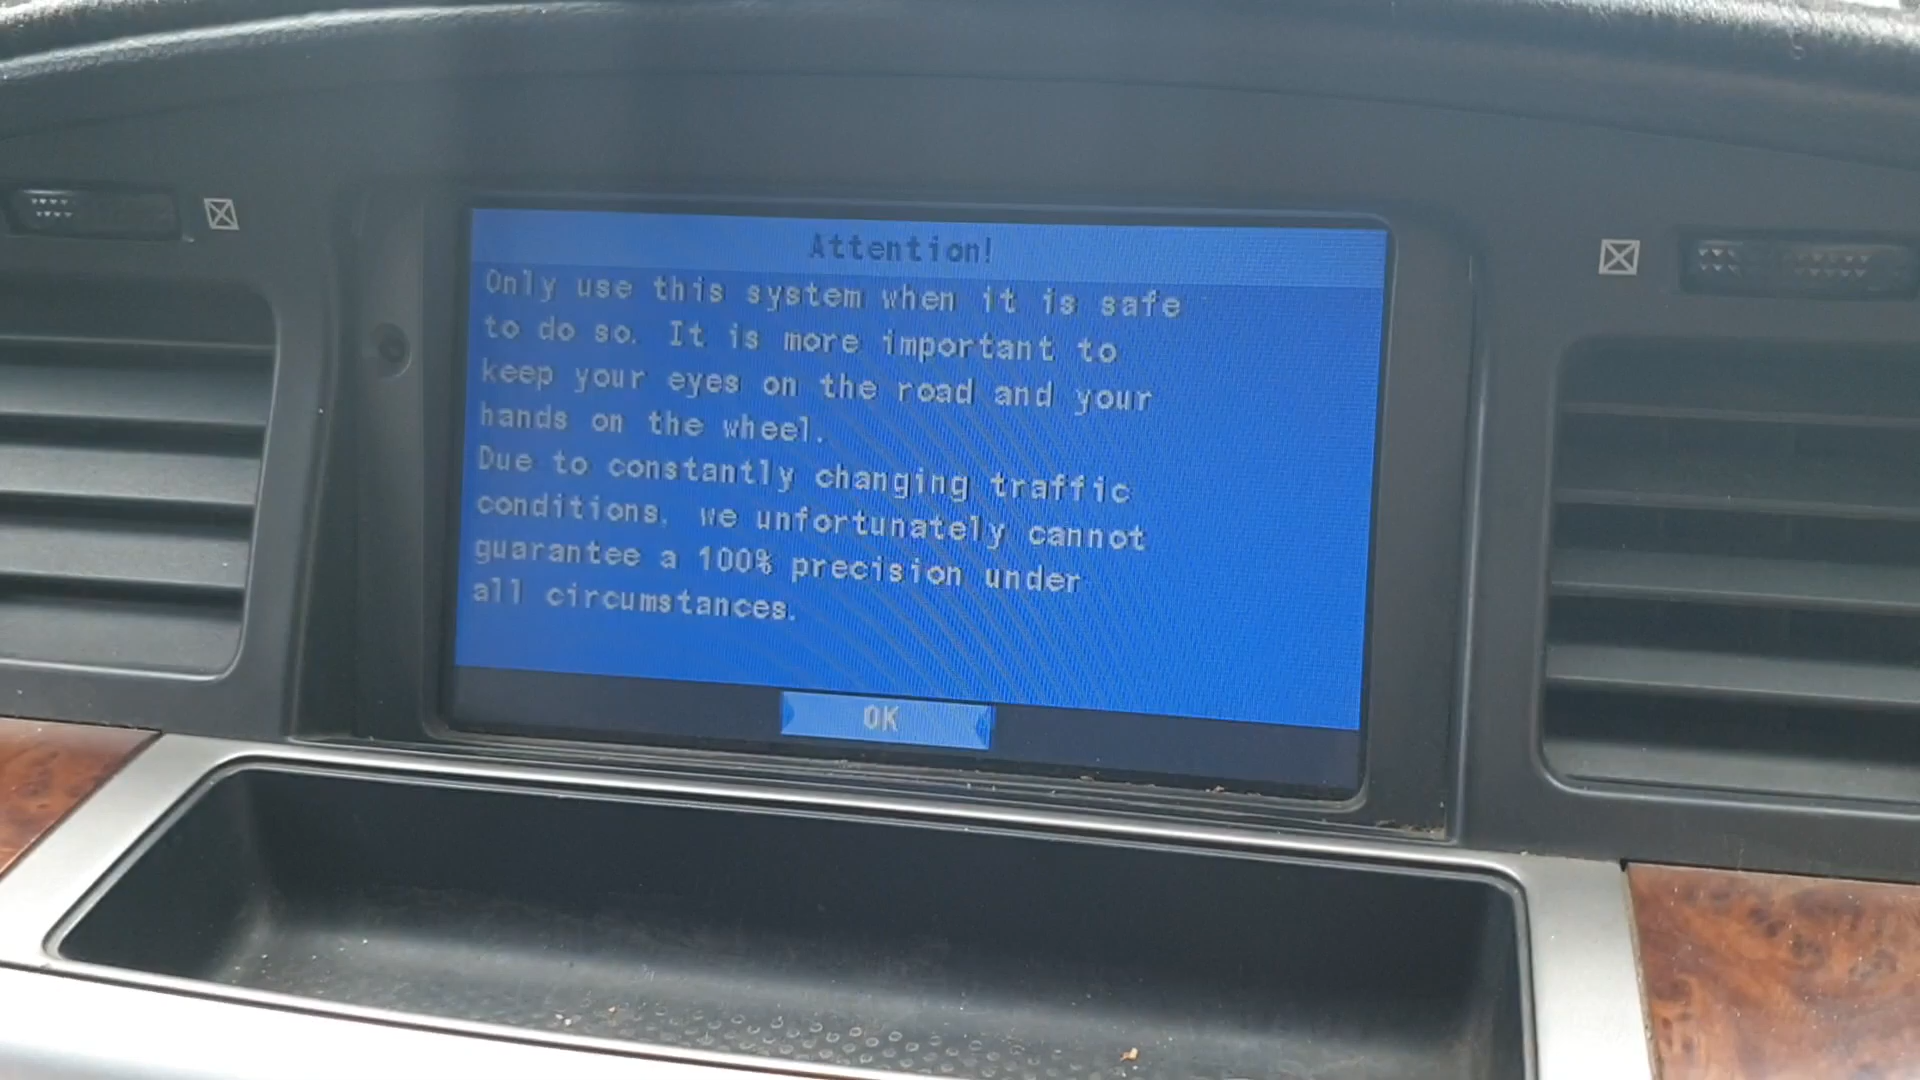 Attention!
Only use this system when it is safe
to do so. It is more important to
keep your eyes on the road and your
hands on the wheel.
Due to constantly changing traffic
conditions, we unfortunately cannot
guarantee a 100% precision under
all circumstances.
OK